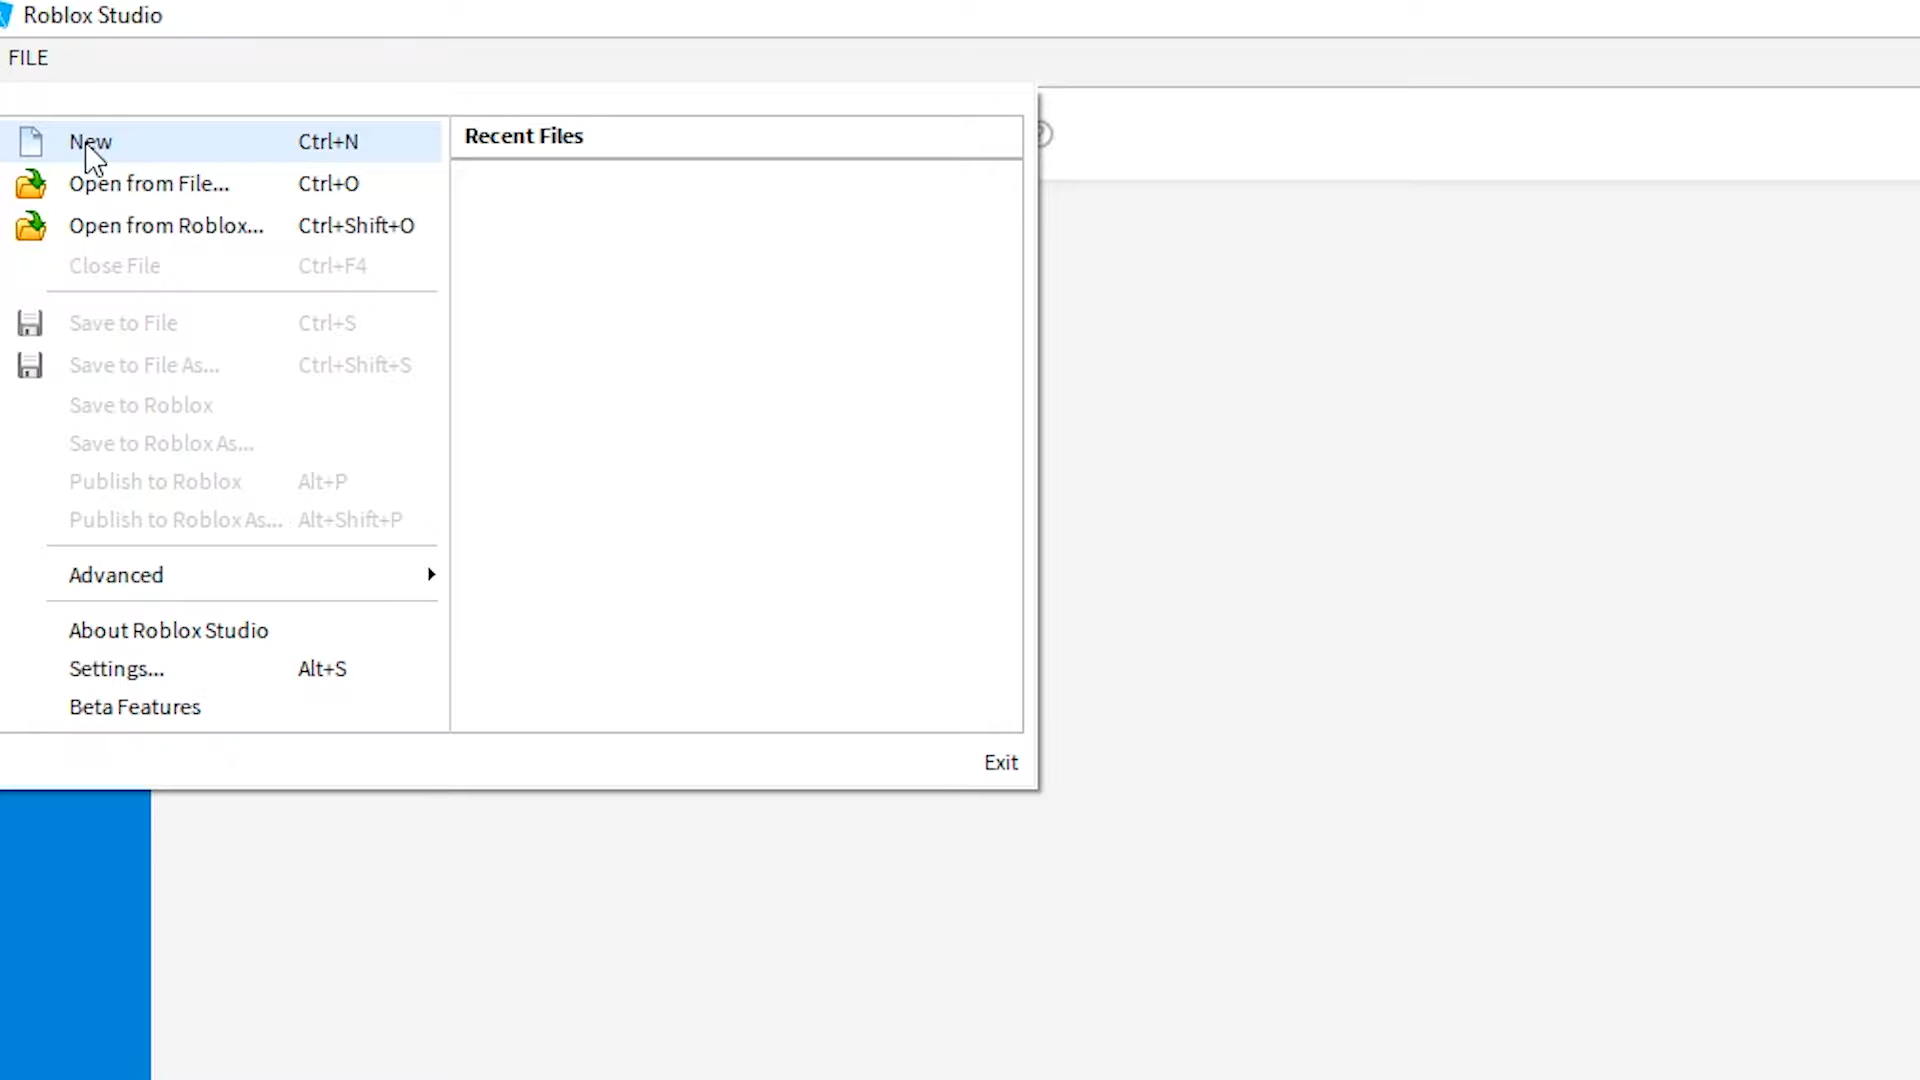 Roblox Studio
FILE
New Ctrl+N
Open from File... Ctrl+O
Open from Roblox... Ctrl+Shift+O
Close File Ctrl+F4
Save to File Ctrl+S
Save to File As... Ctrl+Shift+S
Save to Roblox
Save to Roblox As...
Publish to Roblox Alt+P
Publish to Roblox As... Alt+Shift+P
Advanced
About Roblox Studio
Settings... Alt+S
Beta Features
Recent Files
Exit